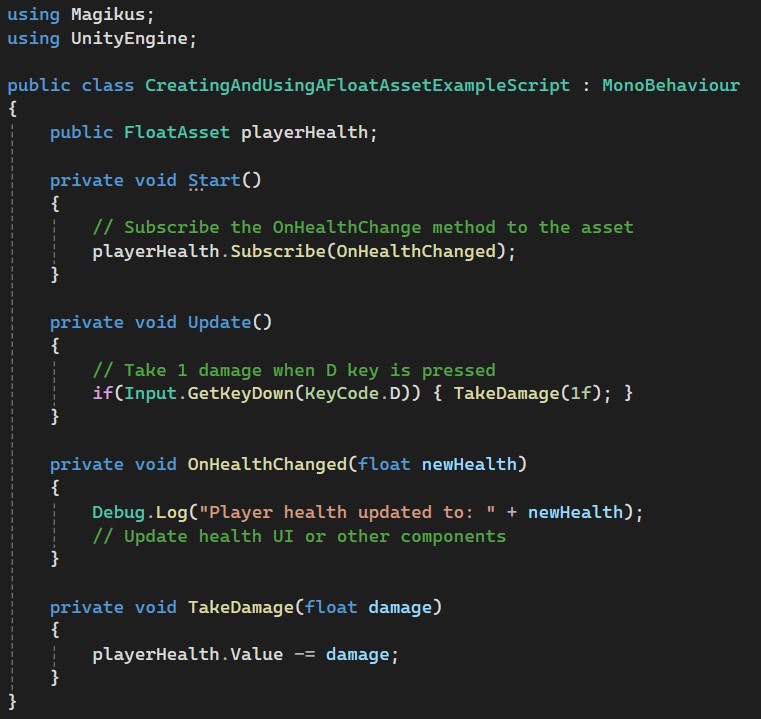 using Magikus;
using UnityEngine;

public class CreatingAndUsingAFloatAssetExampleScript : MonoBehaviour
{
    public FloatAsset playerHealth;

    private void Start()
    {
        // Subscribe the OnHealthChange method to the asset
        playerHealth.Subscribe(OnHealthChanged);
    }

    private void Update()
    {
        // Take 1 damage when D key is pressed
        if(Input.GetKeyDown(KeyCode.D)) { TakeDamage(1f); }
    }

    private void OnHealthChanged(float newHealth)
    {
        Debug.Log("Player health updated to: " + newHealth);
        // Update health UI or other components
    }

    private void TakeDamage(float damage)
    {
        playerHealth.Value -= damage;
    }
}